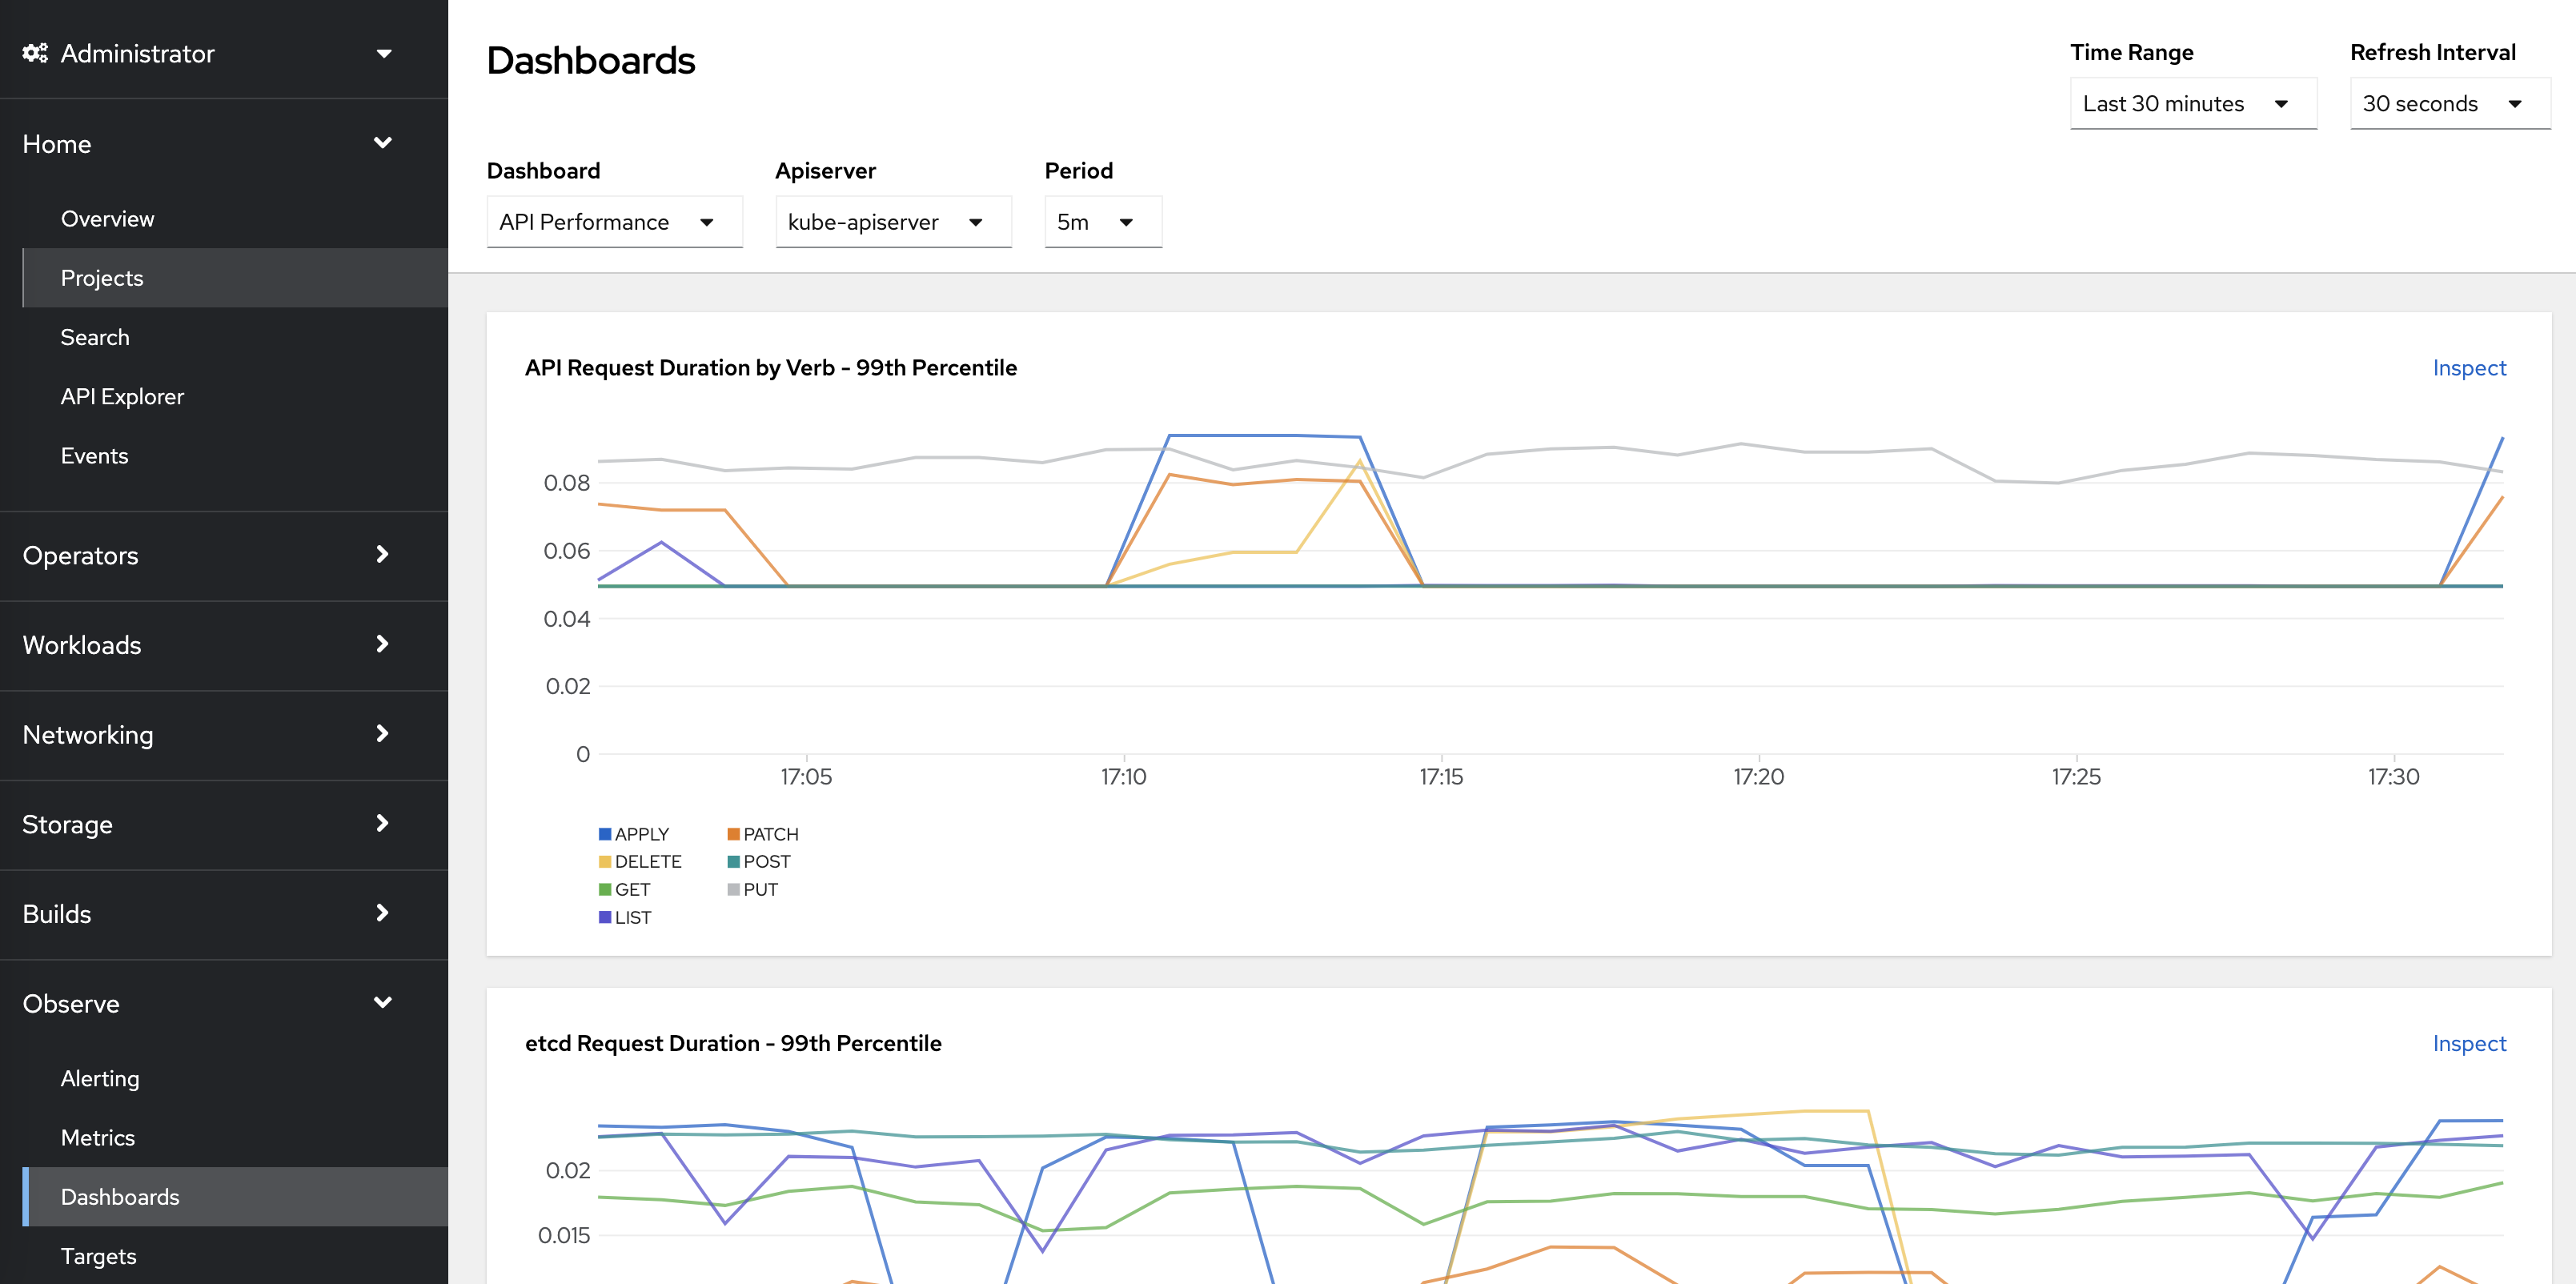 Administrator
Home
Overview
Projects
Search
API Explorer
Events
Operators
Workloads
Networking
Storage
Builds
Observe
Alerting
Metrics
Dashboards
Targets
Dashboards
Time Range
Refresh Interval
Last 30 minutes
30 seconds
Dashboard
Apiserver
Period
API Performance
kube-apiserver
5m
API Request Duration by Verb - 99th Percentile
Inspect
0.08
0.06
0.04
0.02
0
17:05
17:10
17:15
17:20
17:25
17:30
APPLY
PATCH
DELETE
POST
GET
PUT
LIST
etcd Request Duration - 99th Percentile
Inspect
0.02
0.015